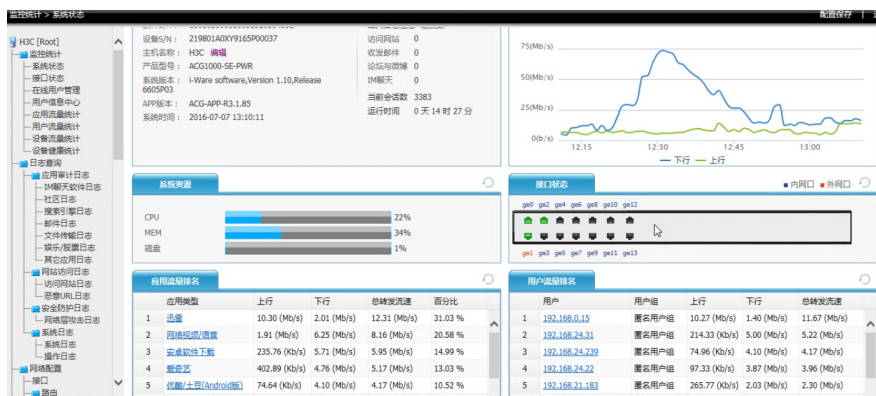 监控统计 > 系统状态
配置保存
H3C [Root]
监控统计
系统状态
接口状态
在线用户管理
用户信息中心
应用流量统计
用户流量统计
设备流量统计
设备健康统计
日志查询
应用审计日志
IM聊天软件日志
社区日志
搜索引擎日志
邮件日志
文件传输日志
娱乐/股票日志
其它应用日志
网站访问日志
访问网站日志
恶意URL日志
安全防护日志
网络层攻击日志
系统日志
系统日志
操作日志
网络配置
接口
路由
设备S/N： 219801A0XY9165P00037
主机名称： H3C 编辑
产品型号： ACG1000-SE-PWR
系统版本： i-Ware software,Version 1.10,Release
6605P03
APP版本： ACG-APP-R3.1.85
系统时间： 2016-07-07 13:10:11
访问网站 0
收发邮件 0
论坛与微博 0
IM聊天 0
当前会话数 3383
运行时间 0 天 14 时 27 分
75(Mb/s)
50(Mb/s)
25(Mb/s)
0(b/s)
12:15 12:30 12:45 13:00
下行 上行
系统资源
CPU 22%
MEM 34%
磁盘 1%
接口状态 内网口 外网口
ge0 ge2 ge4 ge6 ge8 ge10 ge12
ge1 ge3 ge5 ge7 ge9 ge11 ge13
应用流量排名
应用类型 上行 下行 总转发流速 百分比
1 迅雷 10.30 (Mb/s) 2.01 (Mb/s) 12.31 (Mb/s) 31.03 %
2 网络视频/语音 1.91 (Mb/s) 6.25 (Mb/s) 8.16 (Mb/s) 20.58 %
3 安卓软件下载 235.76 (Kb/s) 5.71 (Mb/s) 5.95 (Mb/s) 14.99 %
4 爱奇艺 402.89 (Kb/s) 4.76 (Mb/s) 5.17 (Mb/s) 13.03 %
5 优酷/土豆(Android版) 74.64 (Kb/s) 4.10 (Mb/s) 4.17 (Mb/s) 10.52 %
用户流量排名
用户 用户组 上行 下行 总转发流速
1 192.168.0.15 匿名用户组 10.27 (Mb/s) 1.40 (Mb/s) 11.67 (Mb/s)
2 192.168.24.31 匿名用户组 214.33 (Kb/s) 5.00 (Mb/s) 5.22 (Mb/s)
3 192.168.24.239 匿名用户组 74.96 (Kb/s) 4.10 (Mb/s) 4.17 (Mb/s)
4 192.168.24.22 匿名用户组 97.33 (Kb/s) 3.87 (Mb/s) 3.96 (Mb/s)
5 192.168.21.183 匿名用户组 265.77 (Kb/s) 2.03 (Mb/s) 2.30 (Mb/s)